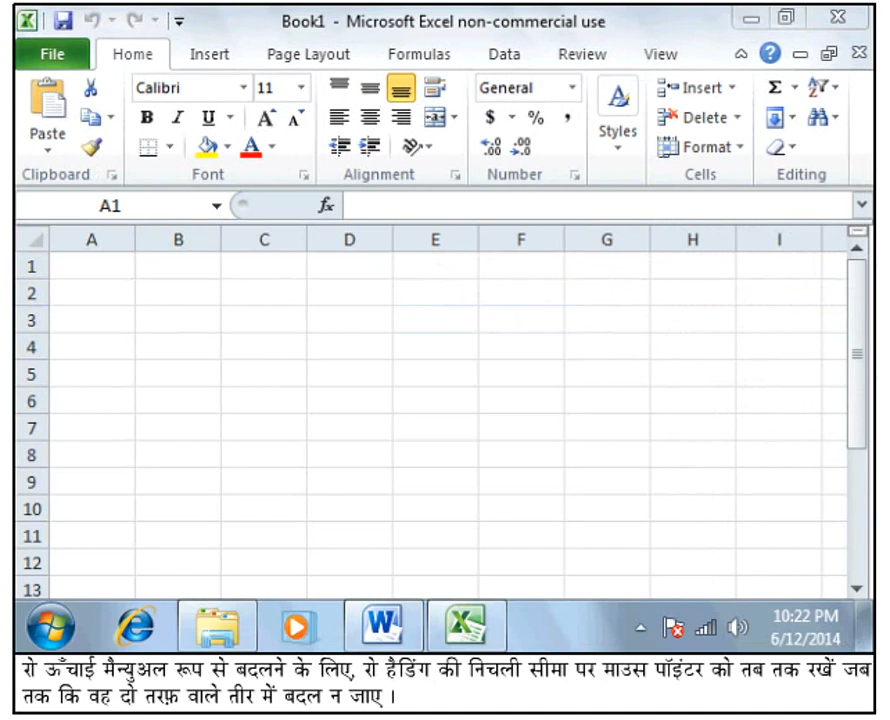 Book1 - Microsoft Excel non-commercial use
File Home Insert Page Layout Formulas Data Review View
Calibri 11 General Insert
Paste B I U A A $ % , Styles Delete
A .00 .00 Format
Clipboard Font Alignment Number Cells Editing
A1 fx
A B C D E F G H I
1
2
3
4
5
6
7
8
9
10
11
12
13
10:22 PM
6/12/2014
रो ऊँचाई मैन्युअल रूप से बदलने के लिए, रो हैडिंग की निचली सीमा पर माउस पॉइंटर को तब तक रखें जब
तक कि वह दो तरफ़ वाले तीर में बदल न जाए ।